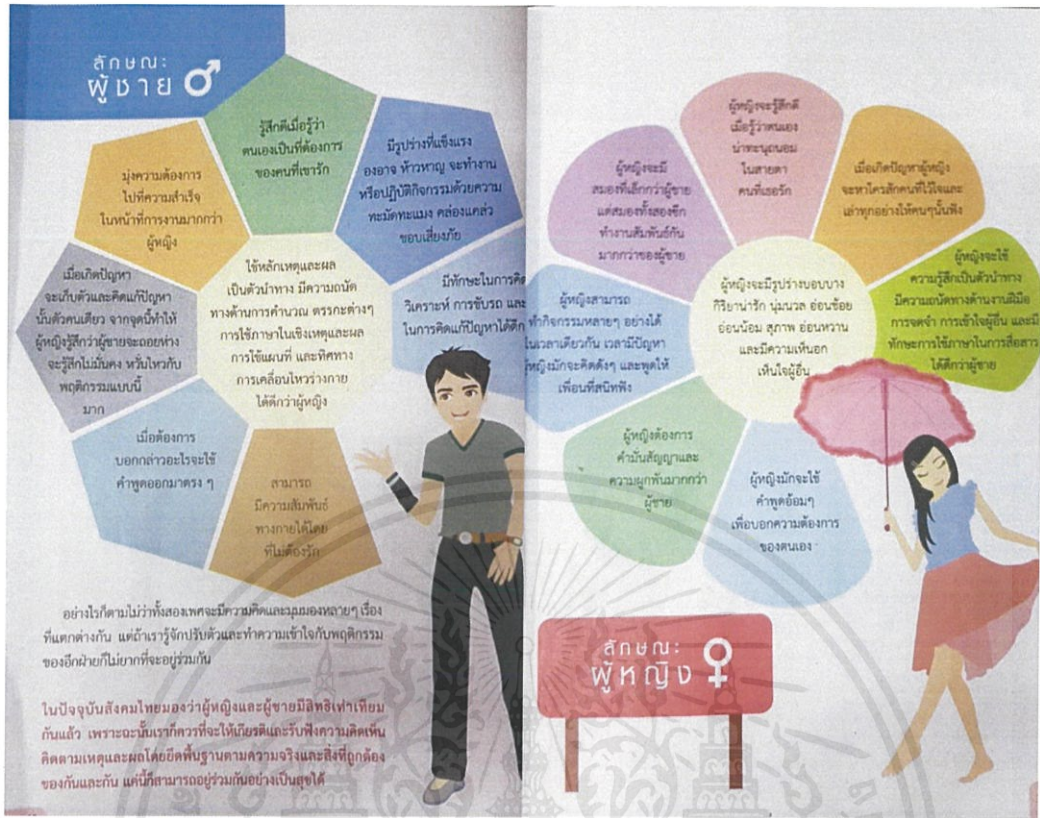 ลักษณะ
ผู้ชาย
รู้สึกดีเมื่อรู้ว่า
ตนเองเป็นที่ต้องการ
ของคนที่เขารัก
มีรูปร่างที่แข็งแรง
องอาจ ห้าวหาญ จะทำงาน
หรือปฏิบัติกิจกรรมด้วยความ
ทะมัดทะแมง คล่องแคล่ว
ชอบเสี่ยงภัย
มุ่งความต้องการ
ไปที่ความสำเร็จ
ในหน้าที่การงานมากกว่า
ผู้หญิง
เมื่อเกิดปัญหา
จะเก็บตัวและคิดแก้ปัญหา
นั้นตัวคนเดียว จากจุดนี้ทำให้
ผู้หญิงรู้สึกว่าผู้ชายจะถอยห่าง
จะรู้สึกไม่มั่นคง หวั่นไหวกับ
พฤติกรรมแบบนี้
มาก
ใช้หลักเหตุและผล
เป็นตัวนำทาง มีความถนัด
ทางด้านการคำนวณ ตรรกะต่างๆ
การใช้ภาษาในเชิงเหตุและผล
การใช้แผนที่ และทิศทาง
การเคลื่อนไหวร่างกาย
ได้ดีกว่าผู้หญิง
มีทักษะในการคิด
วิเคราะห์ การขับรถ และ
ในการคิดแก้ปัญหาได้ดีก
เมื่อต้องการ
บอกกล่าวอะไรจะใช้
คำพูดออกมาตรง ๆ
สามารถ
มีความสัมพันธ์
ทางกายได้โดย
ที่ไม่ต้องรัก
อย่างไรก็ตามไม่ว่าทั้งสองเพศจะมีความคิดและมุมมองหลายๆ เรื่อง
ที่แตกต่างกัน แต่ถ้าเรารู้จักปรับตัวและทำความเข้าใจกับพฤติกรรม
ของอีกฝ่ายก็ไม่ยากที่จะอยู่ร่วมกัน
ในปัจจุบันสังคมไทยมองว่าผู้หญิงและผู้ชายมีสิทธิเท่าเทียม
กันแล้ว เพราะฉะนั้นเราก็ควรที่จะให้เกียรติและรับฟังความคิดเห็น
คิดตามเหตุและผลโดยยึดพื้นฐานตามความจริงและสิ่งที่ถูกต้อง
ของกันและกัน แค่นี้ก็สามารถอยู่ร่วมกันอย่างเป็นสุขได้
ผู้หญิงจะรู้สึกดี
เมื่อรู้ว่าตนเอง
น่าทะนุถนอม
ในสายตา
คนที่เธอรัก
เมื่อเกิดปัญหาผู้หญิง
จะหาใครสักคนที่ไว้ใจและ
เล่าทุกอย่างให้คนๆนั้นฟัง
ผู้หญิงจะมี
สมองที่เล็กกว่าผู้ชาย
แต่สมองทั้งสองซีก
ทำงานสัมพันธ์กัน
มากกว่าของผู้ชาย
ผู้หญิงจะใช้
ความรู้สึกเป็นตัวนำทาง
มีความถนัดทางด้านงานฝีมือ
การจดจำ การเข้าใจผู้อื่น และมี
ทักษะการใช้ภาษาในการสื่อสาร
ได้ดีกว่าผู้ชาย
ผู้หญิงจะมีรูปร่างบอบบาง
กิริยาน่ารัก นุ่มนวล อ่อนช้อย
อ่อนน้อม สุภาพ อ่อนหวาน
และมีความเห็นอก
เห็นใจผู้อื่น
ผู้หญิงสามารถ
ทำกิจกรรมหลายๆ อย่างได้
ในเวลาเดียวกัน เวลามีปัญหา
ผู้หญิงมักจะคิดดังๆ และพูดให้
เพื่อนที่สนิทฟัง
ผู้หญิงต้องการ
คำมั่นสัญญาและ
ความผูกพันมากกว่า
ผู้ชาย
ผู้หญิงมักจะใช้
คำพูดอ้อมๆ
เพื่อบอกความต้องการ
ของตนเอง
ลักษณะ
ผู้หญิง